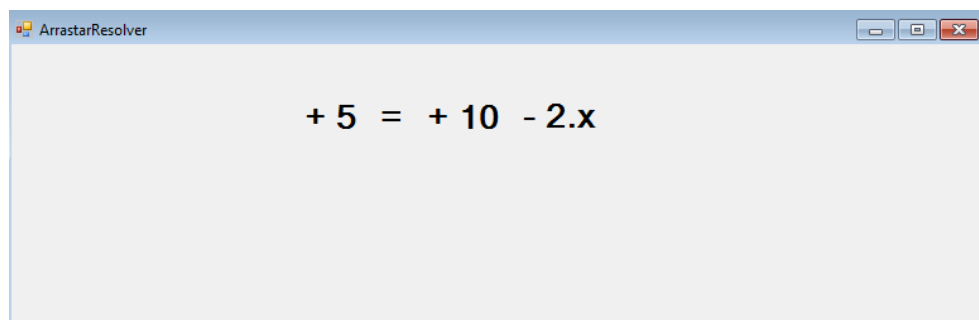 ArrastarResolver
+ 5 = + 10 - 2.x